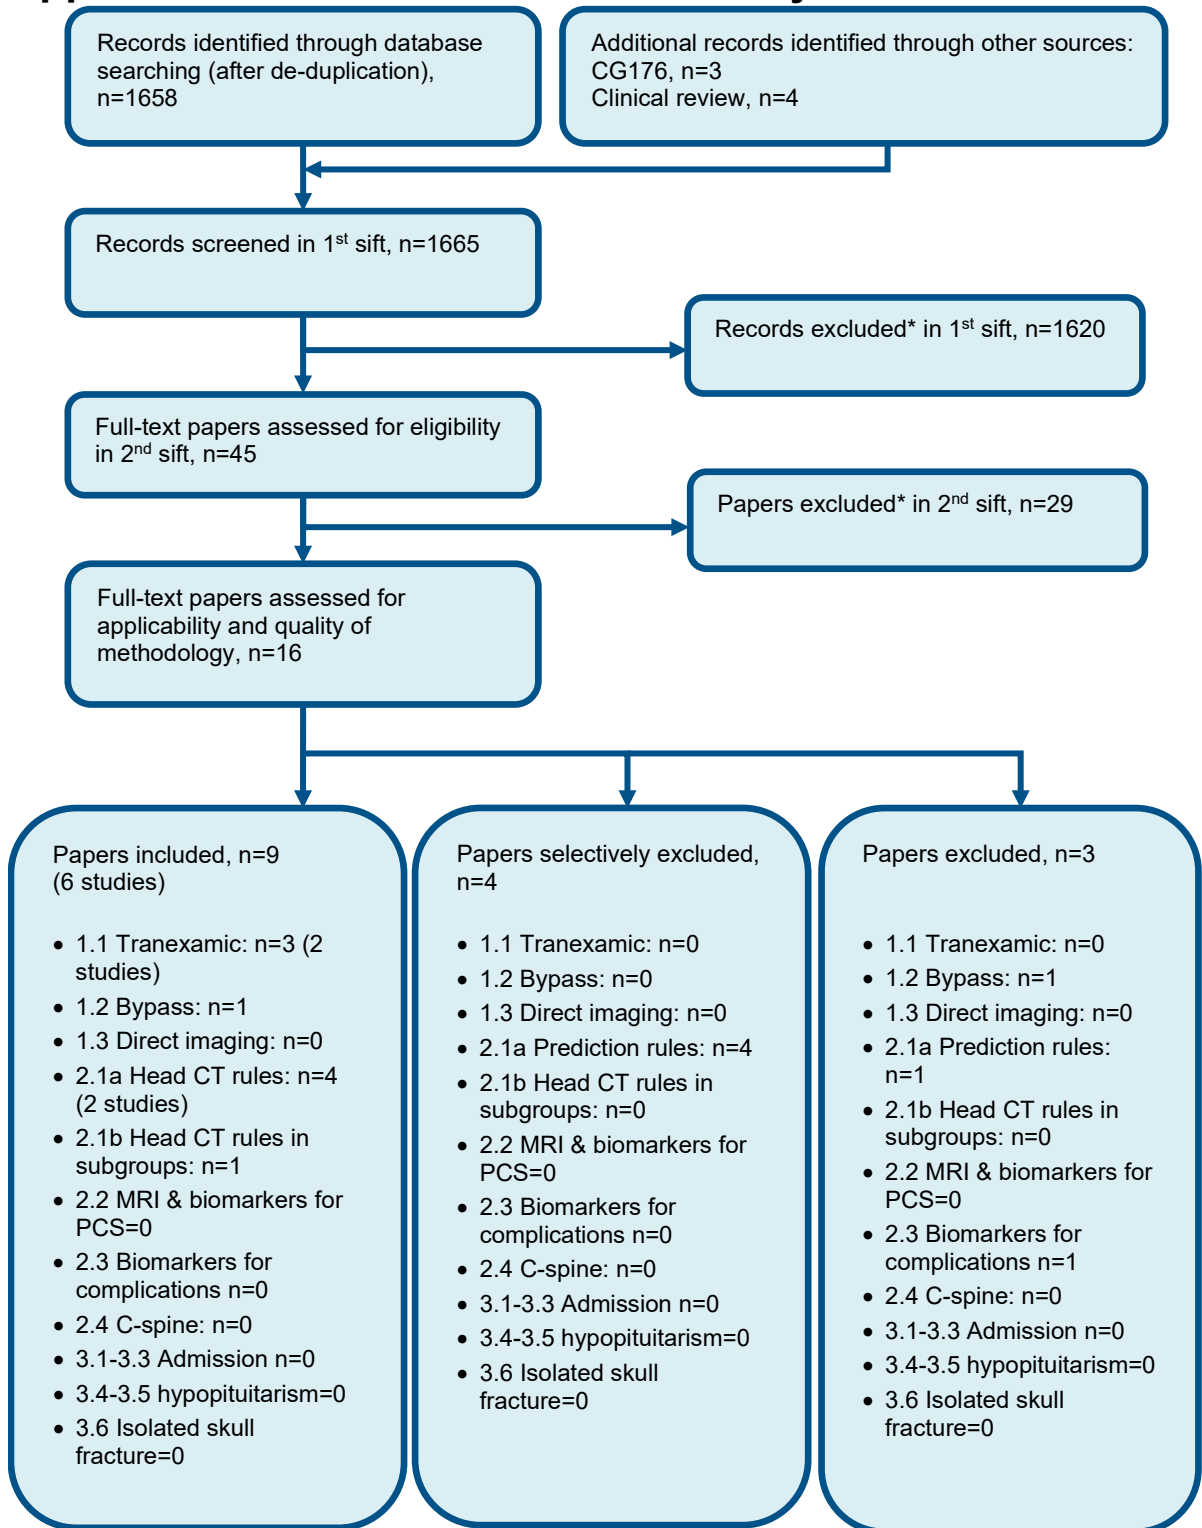 Records identified through database
searching (after de-duplication),
n=1658
Additional records identified through other sources:
CG176, n=3
Clinical review, n=4
Records screened in 1st sift, n=1665
Records excluded* in 1st sift, n=1620
Full-text papers assessed for eligibility
in 2nd sift, n=45
Papers excluded* in 2nd sift, n=29
Full-text papers assessed for
applicability and quality of
methodology, n=16
Papers included, n=9
(6 studies)
• 1.1 Tranexamic: n=3 (2
studies)
• 1.2 Bypass: n=1
• 1.3 Direct imaging: n=0
• 2.1a Head CT rules: n=4
(2 studies)
• 2.1b Head CT rules in
subgroups: n=1
• 2.2 MRI & biomarkers for
PCS=0
• 2.3 Biomarkers for
complications n=0
• 2.4 C-spine: n=0
• 3.1-3.3 Admission n=0
• 3.4-3.5 hypopituitarism=0
• 3.6 Isolated skull
fracture=0
Papers selectively excluded,
n=4
• 1.1 Tranexamic: n=0
• 1.2 Bypass: n=0
• 1.3 Direct imaging: n=0
• 2.1a Prediction rules: n=4
• 2.1b Head CT rules in
subgroups: n=0
• 2.2 MRI & biomarkers for
PCS=0
• 2.3 Biomarkers for
complications n=0
• 2.4 C-spine: n=0
• 3.1-3.3 Admission n=0
• 3.4-3.5 hypopituitarism=0
• 3.6 Isolated skull
fracture=0
Papers excluded, n=3
• 1.1 Tranexamic: n=0
• 1.2 Bypass: n=1
• 1.3 Direct imaging: n=0
• 2.1a Prediction rules:
n=1
• 2.1b Head CT rules in
subgroups: n=0
• 2.2 MRI & biomarkers for
PCS=0
• 2.3 Biomarkers for
complications n=1
• 2.4 C-spine: n=0
• 3.1-3.3 Admission n=0
• 3.4-3.5 hypopituitarism=0
• 3.6 Isolated skull
fracture=0